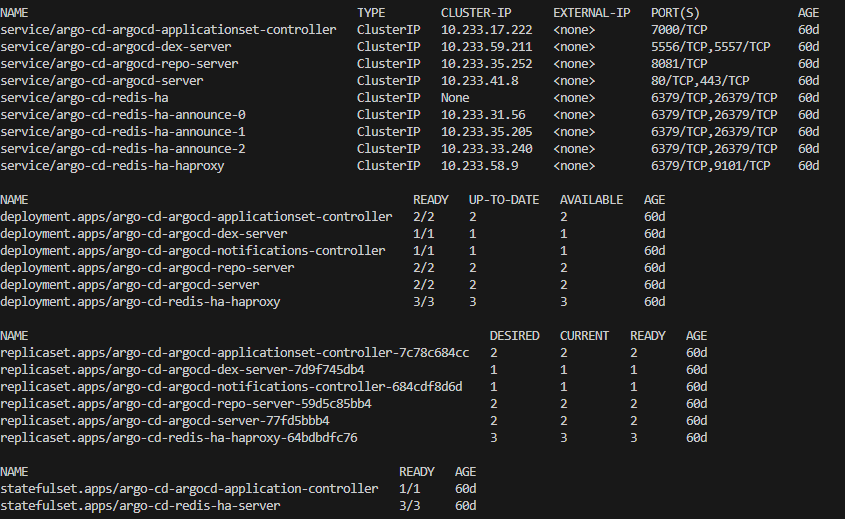 NAME TYPE CLUSTER-IP EXTERNAL-IP PORT(S) AGE
service/argo-cd-argocd-applicationset-controller ClusterIP 10.233.17.222 <none> 7000/TCP 60d
service/argo-cd-argocd-dex-server ClusterIP 10.233.59.211 <none> 5556/TCP,5557/TCP 60d
service/argo-cd-argocd-repo-server ClusterIP 10.233.35.252 <none> 8081/TCP 60d
service/argo-cd-argocd-server ClusterIP 10.233.41.8 <none> 80/TCP,443/TCP 60d
service/argo-cd-redis-ha ClusterIP None <none> 6379/TCP,26379/TCP 60d
service/argo-cd-redis-ha-announce-0 ClusterIP 10.233.31.56 <none> 6379/TCP,26379/TCP 60d
service/argo-cd-redis-ha-announce-1 ClusterIP 10.233.35.205 <none> 6379/TCP,26379/TCP 60d
service/argo-cd-redis-ha-announce-2 ClusterIP 10.233.33.240 <none> 6379/TCP,26379/TCP 60d
service/argo-cd-redis-ha-haproxy ClusterIP 10.233.58.9 <none> 6379/TCP,9101/TCP 60d
NAME READY UP-TO-DATE AVAILABLE AGE
deployment.apps/argo-cd-argocd-applicationset-controller 2/2 2 2 60d
deployment.apps/argo-cd-argocd-dex-server 1/1 1 1 60d
deployment.apps/argo-cd-argocd-notifications-controller 1/1 1 1 60d
deployment.apps/argo-cd-argocd-repo-server 2/2 2 2 60d
deployment.apps/argo-cd-argocd-server 2/2 2 2 60d
deployment.apps/argo-cd-redis-ha-haproxy 3/3 3 3 60d
NAME DESIRED CURRENT READY AGE
replicaset.apps/argo-cd-argocd-applicationset-controller-7c78c684cc 2 2 2 60d
replicaset.apps/argo-cd-argocd-dex-server-7d9f745db4 1 1 1 60d
replicaset.apps/argo-cd-argocd-notifications-controller-684cdf8d6d 1 1 1 60d
replicaset.apps/argo-cd-argocd-repo-server-59d5c85bb4 2 2 2 60d
replicaset.apps/argo-cd-argocd-server-77fd5bbb4 2 2 2 60d
replicaset.apps/argo-cd-redis-ha-haproxy-64bdbdfc76 3 3 3 60d
NAME READY AGE
statefulset.apps/argo-cd-argocd-application-controller 1/1 60d
statefulset.apps/argo-cd-redis-ha-server 3/3 60d